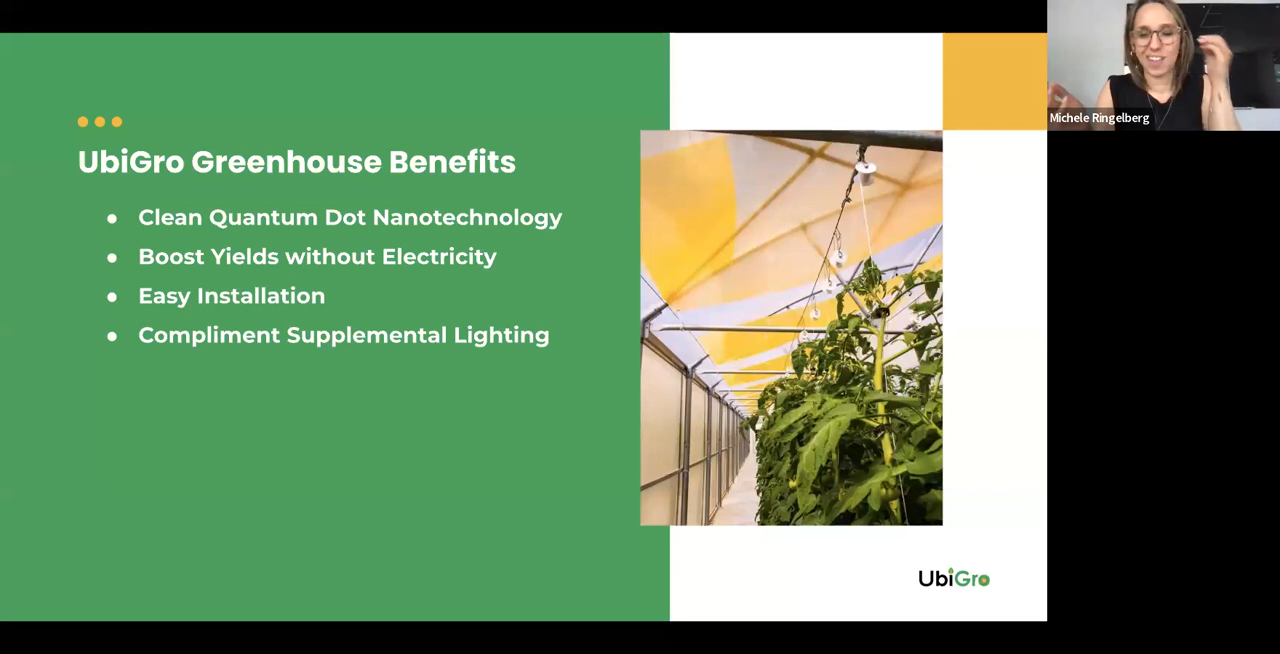 Michele Ringelberg
UbiGro Greenhouse Benefits
● Clean Quantum Dot Nanotechnology
● Boost Yields without Electricity
● Easy Installation
● Compliment Supplemental Lighting
UbiGro